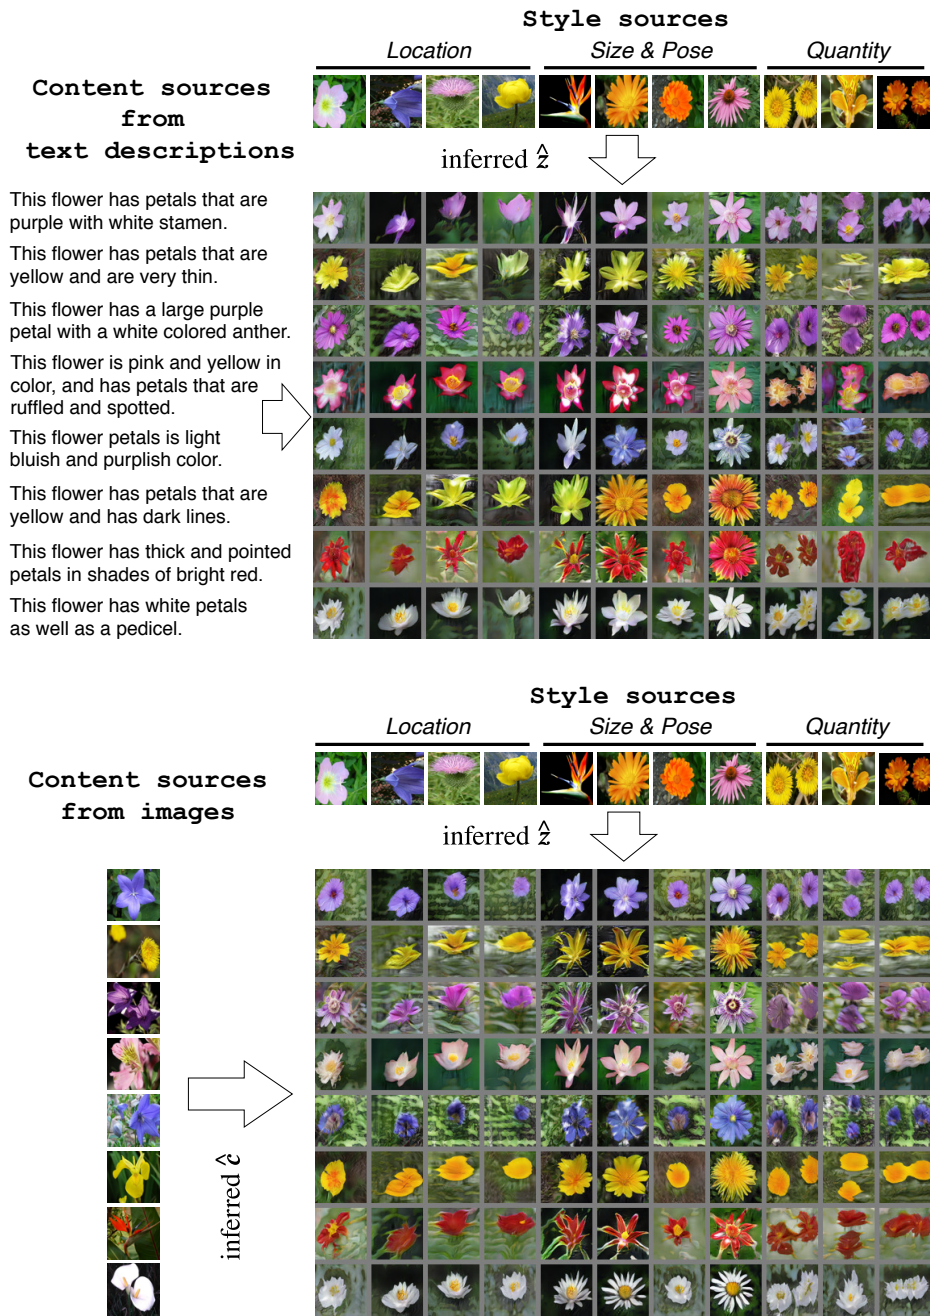 Style sources
Location Size & Pose Quantity
Content sources
from
text descriptions
inferred ẑ
This flower has petals that are
purple with white stamen.
This flower has petals that are
yellow and are very thin.
This flower has a large purple
petal with a white colored anther.
This flower is pink and yellow in
color, and has petals that are
ruffled and spotted.
This flower petals is light
bluish and purplish color.
This flower has petals that are
yellow and has dark lines.
This flower has thick and pointed
petals in shades of bright red.
This flower has white petals
as well as a pedicel.
Style sources
Location Size & Pose Quantity
Content sources
from images
inferred ẑ
inferred ĉ